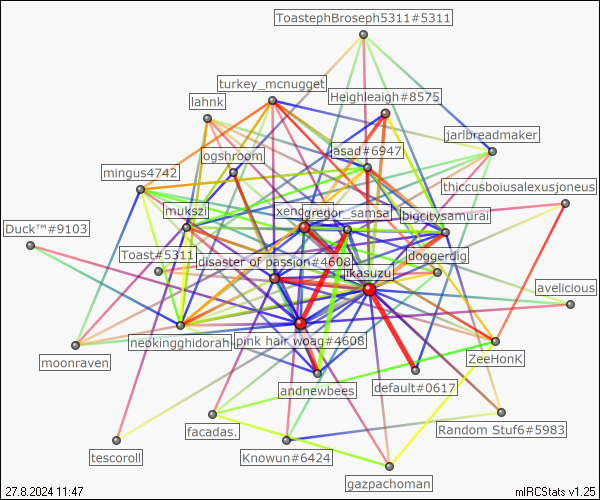 ToastephBroseph5311#5311
turkey_mcnugget
Heighleigh#8575
lahnk
jarlbreadmaker
asad#6947
ogshroom
mingus4742
thiccusboiusalexusjoneus
mukszi
gregor_samsa
bigcitysamurai
Duck™#9103
Toast#5311
doggerdig
disaster of passion#4608
ikasuzu
avelicious
neokingghidorah
pink hair woag#4608
moonraven
ZeeHonK
andnewbees
default#0617
facadas.
Random Stuf6#5983
tescoroll
Knowun#6424
gazpachoman
27.8.2024 11:47
mIRCStats v1.25